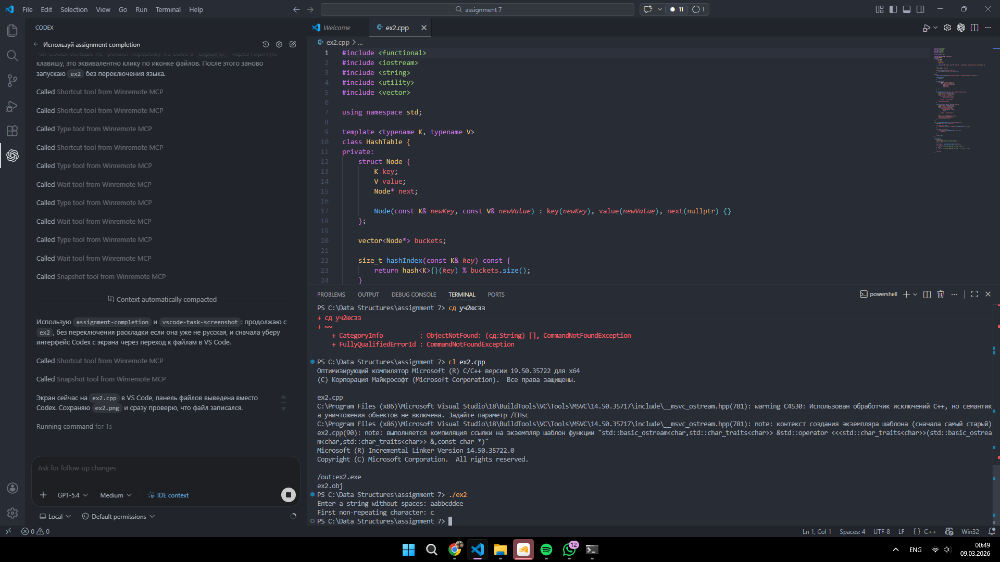 File Edit Selection View Go Run Terminal Help
assignment 7
11
1
CODEX
Используй assignment completion
чат Codex больше не трогаю: перевожу VS Code в Explorer через горячую
клавишу, это эквивалентно клику по иконке файлов. После этого заново
запускаю ex2 без переключения языка.
Called Shortcut tool from Winremote MCP
Called Shortcut tool from Winremote MCP
Called Type tool from Winremote MCP
Called Shortcut tool from Winremote MCP
Called Type tool from Winremote MCP
Called Wait tool from Winremote MCP
Called Type tool from Winremote MCP
Called Wait tool from Winremote MCP
Called Type tool from Winremote MCP
Called Wait tool from Winremote MCP
Called Snapshot tool from Winremote MCP
Context automatically compacted
Использую assignment-completion и vscode-task-screenshot: продолжаю с
ex2, без переключения раскладки если она уже не русская, и сначала уберу
интерфейс Codex с экрана через переход к файлам в VS Code.
Called Shortcut tool from Winremote MCP
Called Snapshot tool from Winremote MCP
Экран сейчас на ex2.cpp в VS Code, панель файлов выведена вместо
Codex. Сохраняю ex2.png и сразу проверю, что файл записался.
Running command for 1s
Ask for follow-up changes
GPT-5.4 Medium IDE context
Local Default permissions
Welcome ex2.cpp
ex2.cpp > ...
1 #include <functional>
2 #include <iostream>
3 #include <string>
4 #include <utility>
5 #include <vector>
6
7 using namespace std;
8
9 template <typename K, typename V>
10 class HashTable {
11 private:
12 struct Node {
13 K key;
14 V value;
15 Node* next;
16
17 Node(const K& newKey, const V& newValue) : key(newKey), value(newValue), next(nullptr) {}
18 };
19
20 vector<Node*> buckets;
21
22 size_t hashIndex(const K& key) const {
23 return hash<K>{}(key) % buckets.size();
24 }
PROBLEMS OUTPUT DEBUG CONSOLE TERMINAL PORTS
powershell
PS C:\Data Structures\assignment 7> сд уч2юсзз
+ сд уч2юсзз
+ ~~
+ CategoryInfo : ObjectNotFound: (сд:String) [], CommandNotFoundException
+ FullyQualifiedErrorId : CommandNotFoundException
PS C:\Data Structures\assignment 7> cl ex2.cpp
Оптимизирующий компилятор Microsoft (R) C/C++ версии 19.50.35722 для x64
(C) Корпорация Майкрософт (Microsoft Corporation). Все права защищены.
ex2.cpp
C:\Program Files (x86)\Microsoft Visual Studio\18\BuildTools\VC\Tools\MSVC\14.50.35717\include\__msvc_ostream.hpp(781): warning C4530: Использован обработчик исключений C++, но семантик
а уничтожения объектов не включена. Задайте параметр /EHsc
C:\Program Files (x86)\Microsoft Visual Studio\18\BuildTools\VC\Tools\MSVC\14.50.35717\include\__msvc_ostream.hpp(781): note: контекст создания экземпляра шаблона (сначала самый старый)
ex2.cpp(90): note: выполняется компиляция ссылки на экземпляр шаблон функции "std::basic_ostream<char,std::char_traits<char>> &std::operator <<<std::char_traits<char>>(std::basic_ostrea
m<char,std::char_traits<char>> &,const char *)"
Microsoft (R) Incremental Linker Version 14.50.35722.0
Copyright (C) Microsoft Corporation. All rights reserved.
/out:ex2.exe
ex2.obj
PS C:\Data Structures\assignment 7> ./ex2
Enter a string without spaces: aabbcddee
First non-repeating character: c
PS C:\Data Structures\assignment 7>
0 0
Ln 1, Col 1 Spaces: 4 UTF-8 LF { } C++ Win32
12
ENG
00:49
09.03.2026